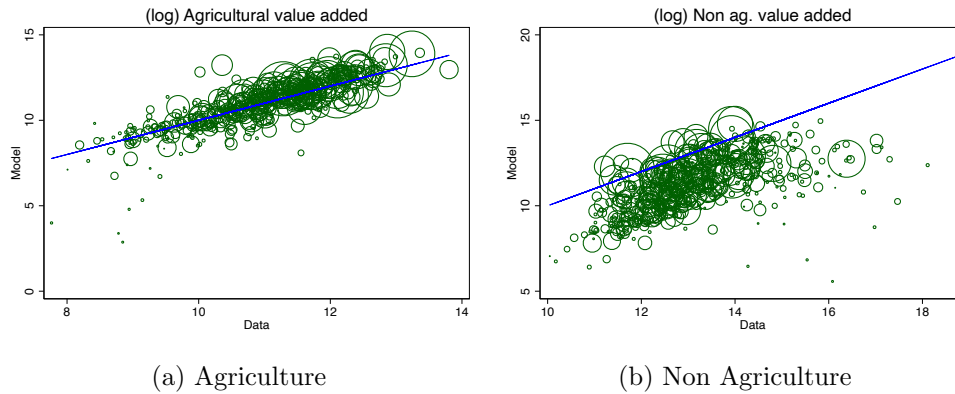 (log) Agricultural value added
15
10
5
0
Model
8
10
12
14
Data
(a) Agriculture
(log) Non ag. value added
20
15
10
5
Model
10
12
14
16
18
Data
(b) Non Agriculture